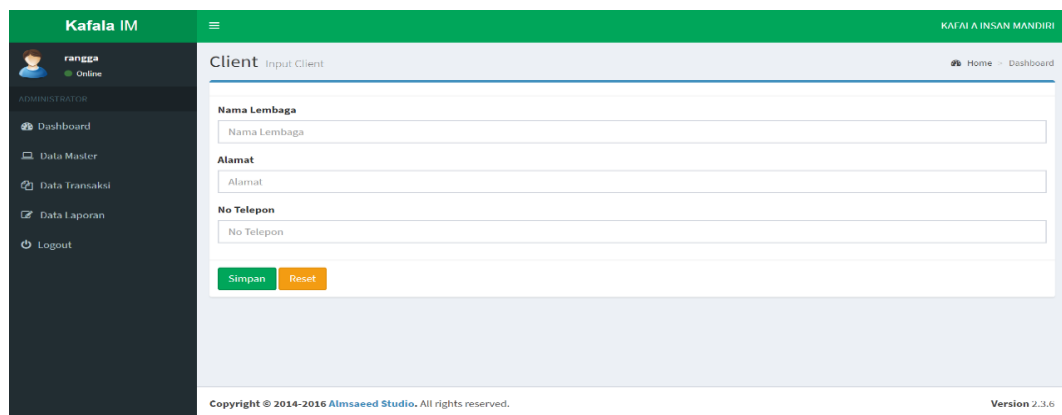 Kafala IM
KAFALA INSAN MANDIRI
rangga
Online
ADMINISTRATOR
Dashboard
Data Master
Data Transaksi
Data Laporan
Logout
Client Input Client
Home > Dashboard
Nama Lembaga
Nama Lembaga
Alamat
Alamat
No Telepon
No Telepon
Simpan Reset
Copyright © 2014-2016 Almsaeed Studio. All rights reserved.
Version 2.3.6